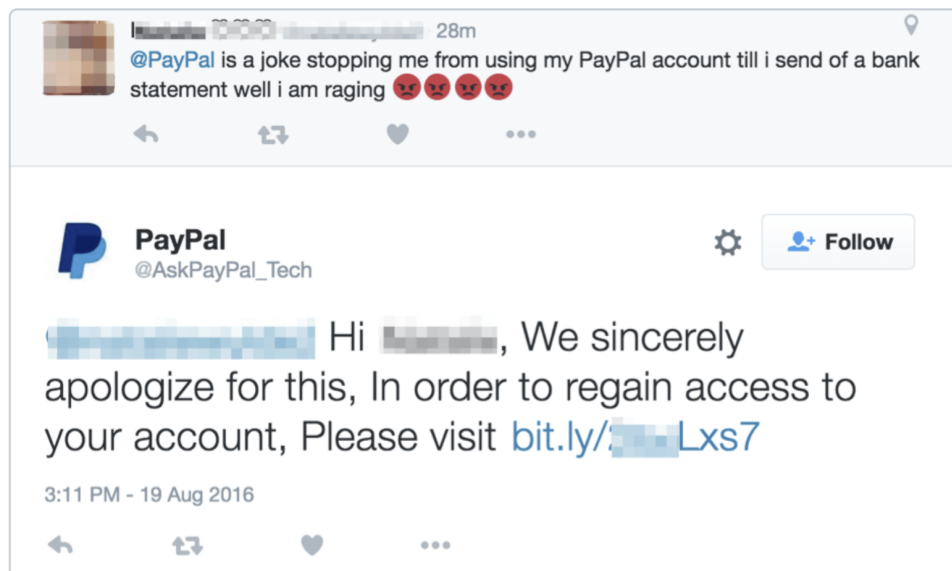 28m
@PayPal is a joke stopping me from using my PayPal account till i send of a bank
statement well i am raging 😡😡😡😡
PayPal
@AskPayPal_Tech
Follow
Hi , We sincerely
apologize for this, In order to regain access to
your account, Please visit bit.ly/ Lxs7
3:11 PM - 19 Aug 2016